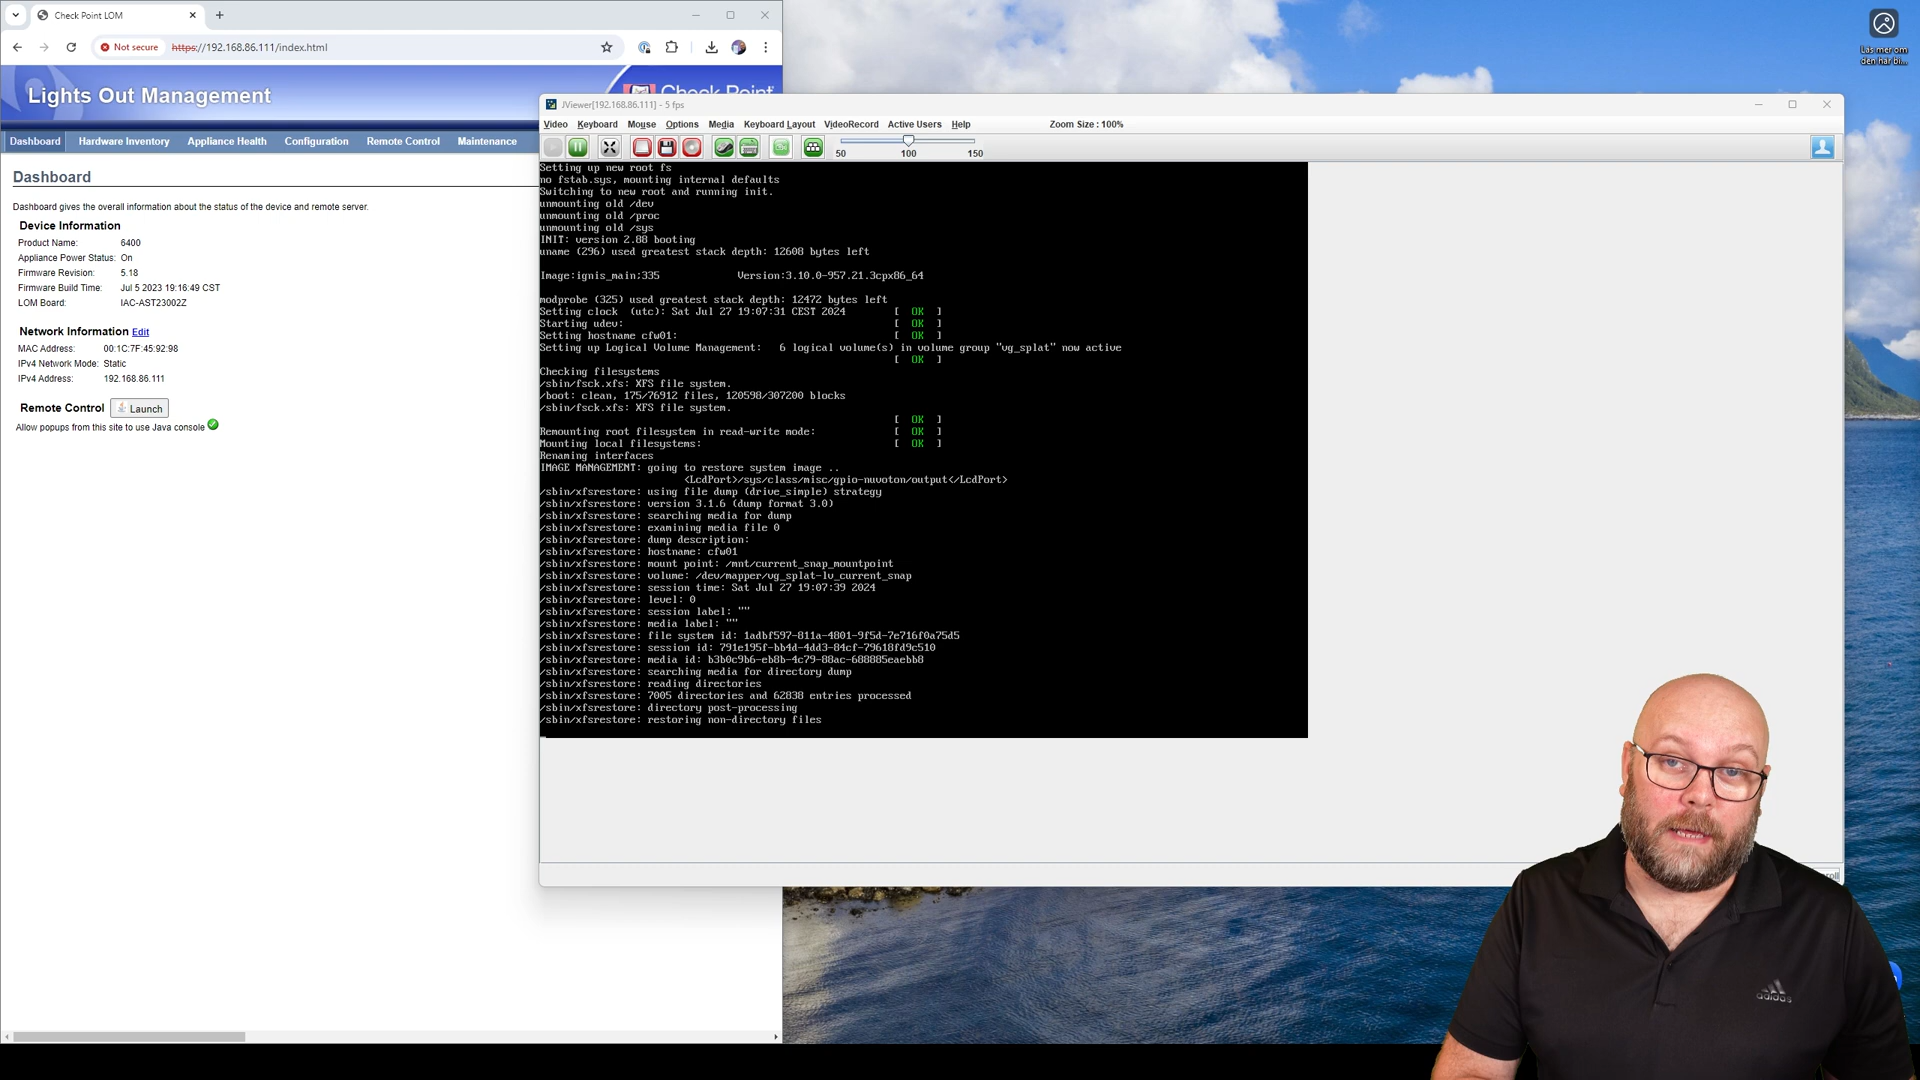 Check Point LOM
Not secure
https://192.168.86.111/index.html
Lights Out Management
Check Point
Dashboard
Hardware Inventory
Appliance Health
Configuration
Remote Control
Maintenance
Dashboard
Dashboard gives the overall information about the status of the device and remote server.
Device Information
Product Name: 6400
Appliance Power Status: On
Firmware Revision: 5.18
Firmware Build Time: Jul 5 2023 19:16:49 CST
LOM Board: IAC-AST23002Z
Network Information Edit
MAC Address: 00:1C:7F:45:92:98
IPv4 Network Mode: Static
IPv4 Address: 192.168.86.111
Remote Control Launch
Allow popups from this site to use Java console
JViewer[192.168.86.111] - 5 fps
Video Keyboard Mouse Options Media Keyboard Layout VideoRecord Active Users Help Zoom Size : 100%
50 100 150
Setting up new root fs
no fstab.sys, mounting internal defaults
Switching to new root and running init.
unmounting old /dev
unmounting old /proc
unmounting old /sys
INIT: version 2.88 booting
uname (296) used greatest stack depth: 12608 bytes left
Image:ignis_main;335 Version:3.10.0-957.21.3cpx86_64
modprobe (325) used greatest stack depth: 12472 bytes left
Setting clock (utc): Sat Jul 27 19:07:31 CEST 2024 [ OK ]
Starting udev: [ OK ]
Setting hostname cfw01: [ OK ]
Setting up Logical Volume Management: 6 logical volume(s) in volume group "vg_splat" now active
[ OK ]
Checking filesystems
/sbin/fsck.xfs: XFS file system.
/boot: clean, 175/76912 files, 120598/307200 blocks
/sbin/fsck.xfs: XFS file system.
[ OK ]
Remounting root filesystem in read-write mode: [ OK ]
Mounting local filesystems: [ OK ]
Renaming interfaces
IMAGE MANAGEMENT: going to restore system image ..
<LcdPort>/sys/class/misc/gpio-nuvoton/output</LcdPort>
/sbin/xfsrestore: using file dump (drive_simple) strategy
/sbin/xfsrestore: version 3.1.6 (dump format 3.0)
/sbin/xfsrestore: searching media for dump
/sbin/xfsrestore: examining media file 0
/sbin/xfsrestore: dump description:
/sbin/xfsrestore: hostname: cfw01
/sbin/xfsrestore: mount point: /mnt/current_snap_mountpoint
/sbin/xfsrestore: volume: /dev/mapper/vg_splat-lv_current_snap
/sbin/xfsrestore: session time: Sat Jul 27 19:07:39 2024
/sbin/xfsrestore: level: 0
/sbin/xfsrestore: session label: ""
/sbin/xfsrestore: media label: ""
/sbin/xfsrestore: file system id: 1adbf597-811a-4801-9f5d-7e716f0a75d5
/sbin/xfsrestore: session id: 791e195f-bb4d-4dd3-84cf-79618fd9c510
/sbin/xfsrestore: media id: b3b0c9b6-eb8b-4c79-88ac-688885eaebb8
/sbin/xfsrestore: searching media for directory dump
/sbin/xfsrestore: reading directories
/sbin/xfsrestore: 7005 directories and 62838 entries processed
/sbin/xfsrestore: directory post-processing
/sbin/xfsrestore: restoring non-directory files
Läs mer om
den här bi...
adidas